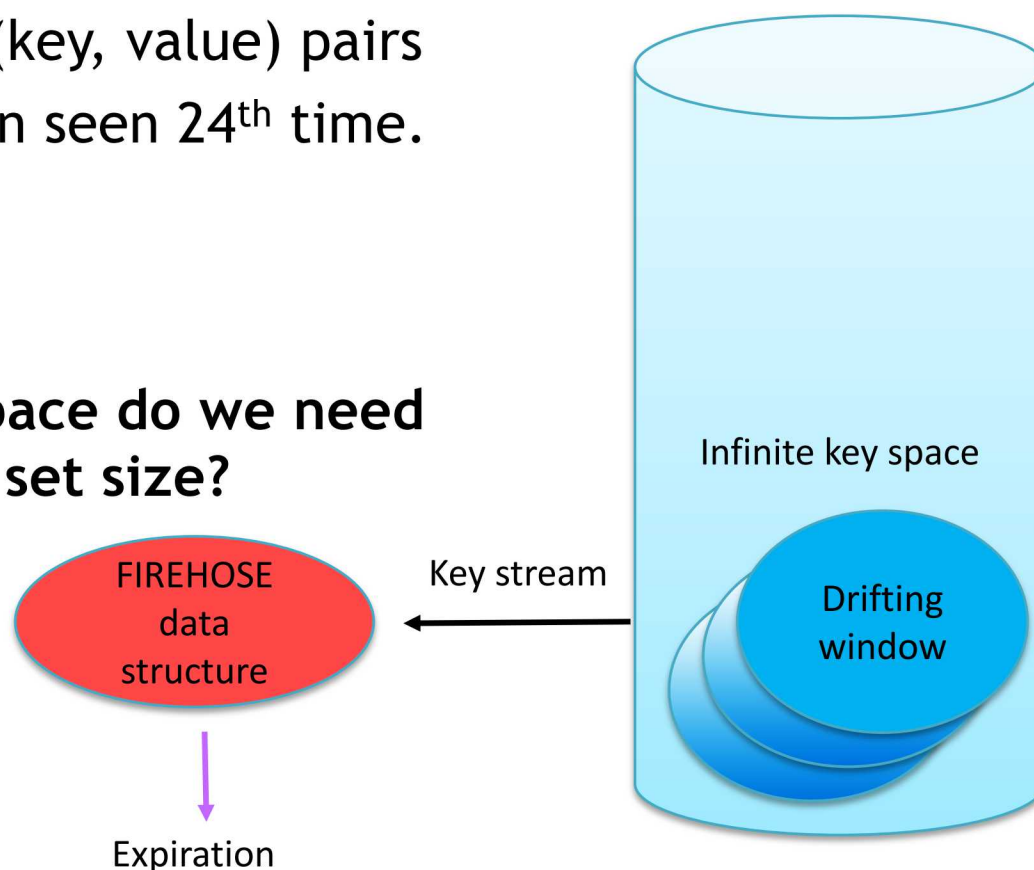 (key, value) pairs
n seen 24th time.
pace do we need
set size?
Infinite key space
FIREHOSE
data
structure
Key stream
Drifting
window
Expiration